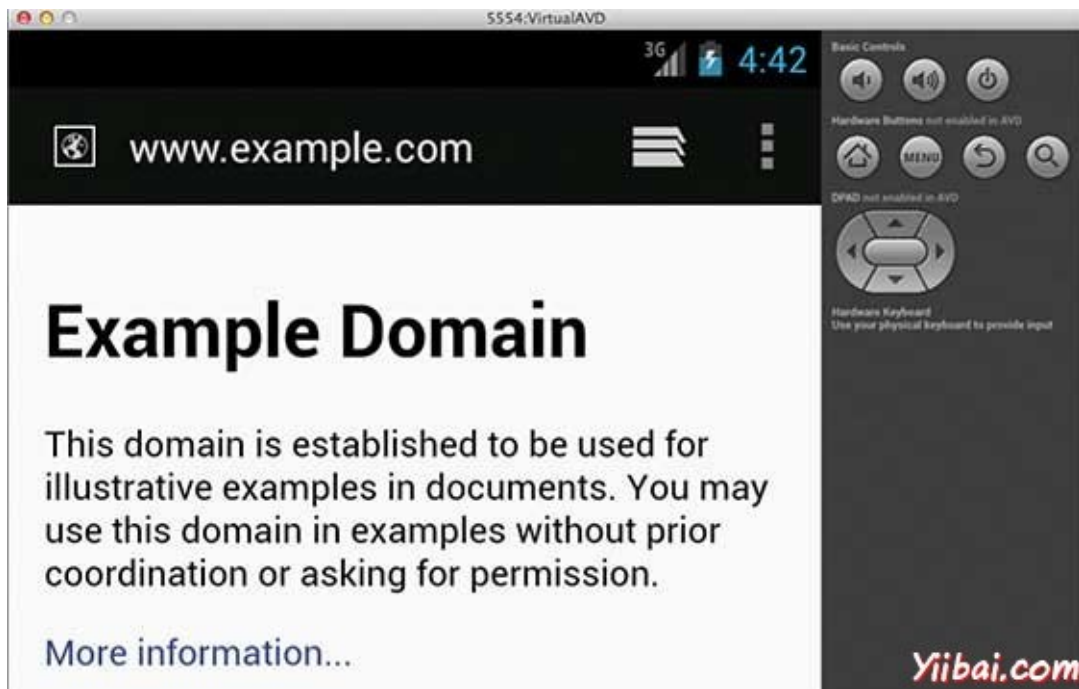 5554:VirtualAVD
3G 4:42
www.example.com
Example Domain
This domain is established to be used for
illustrative examples in documents. You may
use this domain in examples without prior
coordination or asking for permission.
More information...
Basic Controls
Hardware Buttons not enabled in AVD
MENU
DPAD not enabled in AVD
Hardware Keyboard
Use your physical keyboard to provide input
Yiibai.com